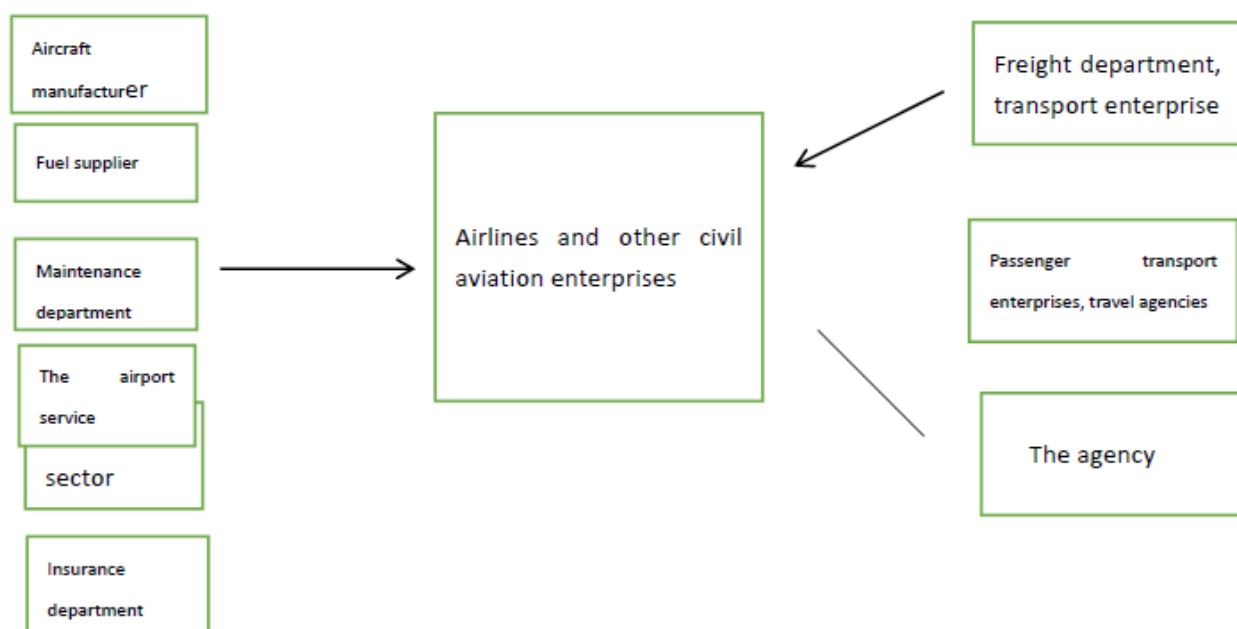 Aircraft
manufacturer
Fuel supplier
Maintenance
department
The airport
service
sector
Insurance
department
Airlines and other civil
aviation enterprises
Freight department,
transport enterprise
Passenger transport
enterprises, travel agencies
The agency